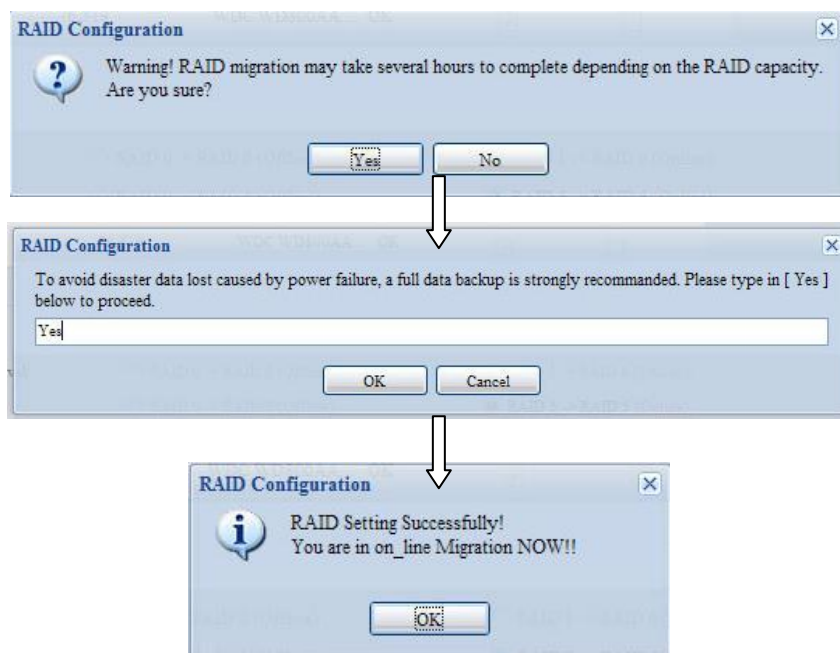 RAID Configuration
Warning! RAID migration may take several hours to complete depending on the RAID capacity.
Are you sure?
Yes
No
RAID Configuration
To avoid disaster data lost caused by power failure, a full data backup is strongly recommanded. Please type in [ Yes ]
below to proceed.
Yes
OK
Cancel
RAID Configuration
RAID Setting Successfully!
You are in on_line Migration NOW!!
OK